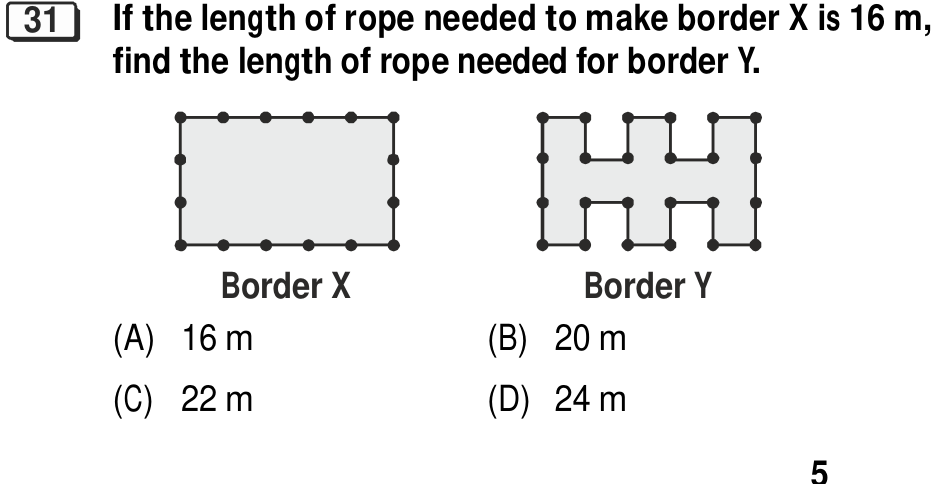 31 If the length of rope needed to make border X is 16 m,
find the length of rope needed for border Y.
Border X Border Y
(A) 16 m (B) 20 m
(C) 22 m (D) 24 m
5